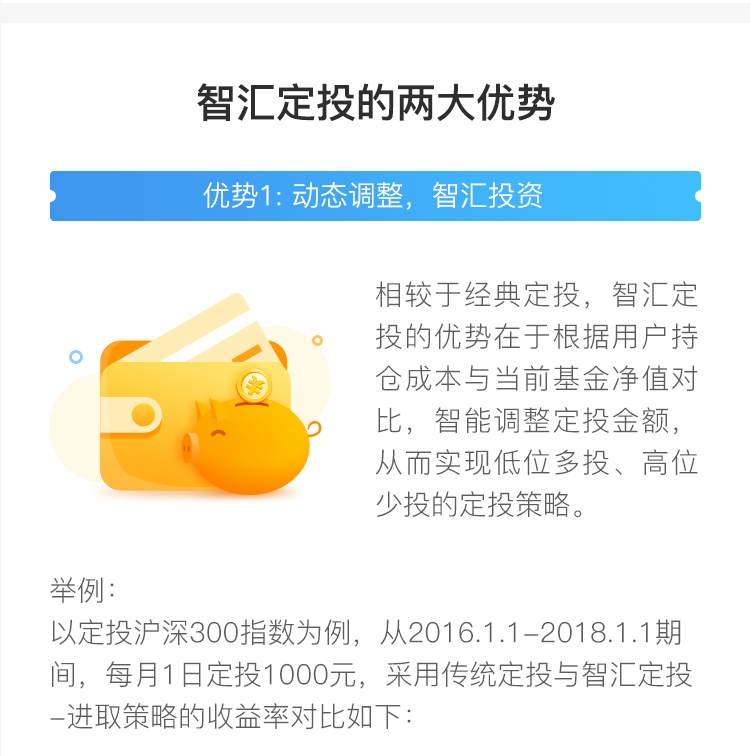 智汇定投的两大优势
优势1: 动态调整，智汇投资
相较于经典定投，智汇定
投的优势在于根据用户持
仓成本与当前基金净值对
比，智能调整定投金额，
从而实现低位多投、高位
少投的定投策略。
举例：
以定投沪深300指数为例，从2016.1.1-2018.1.1期
间，每月1日定投1000元，采用传统定投与智汇定投
-进取策略的收益率对比如下：